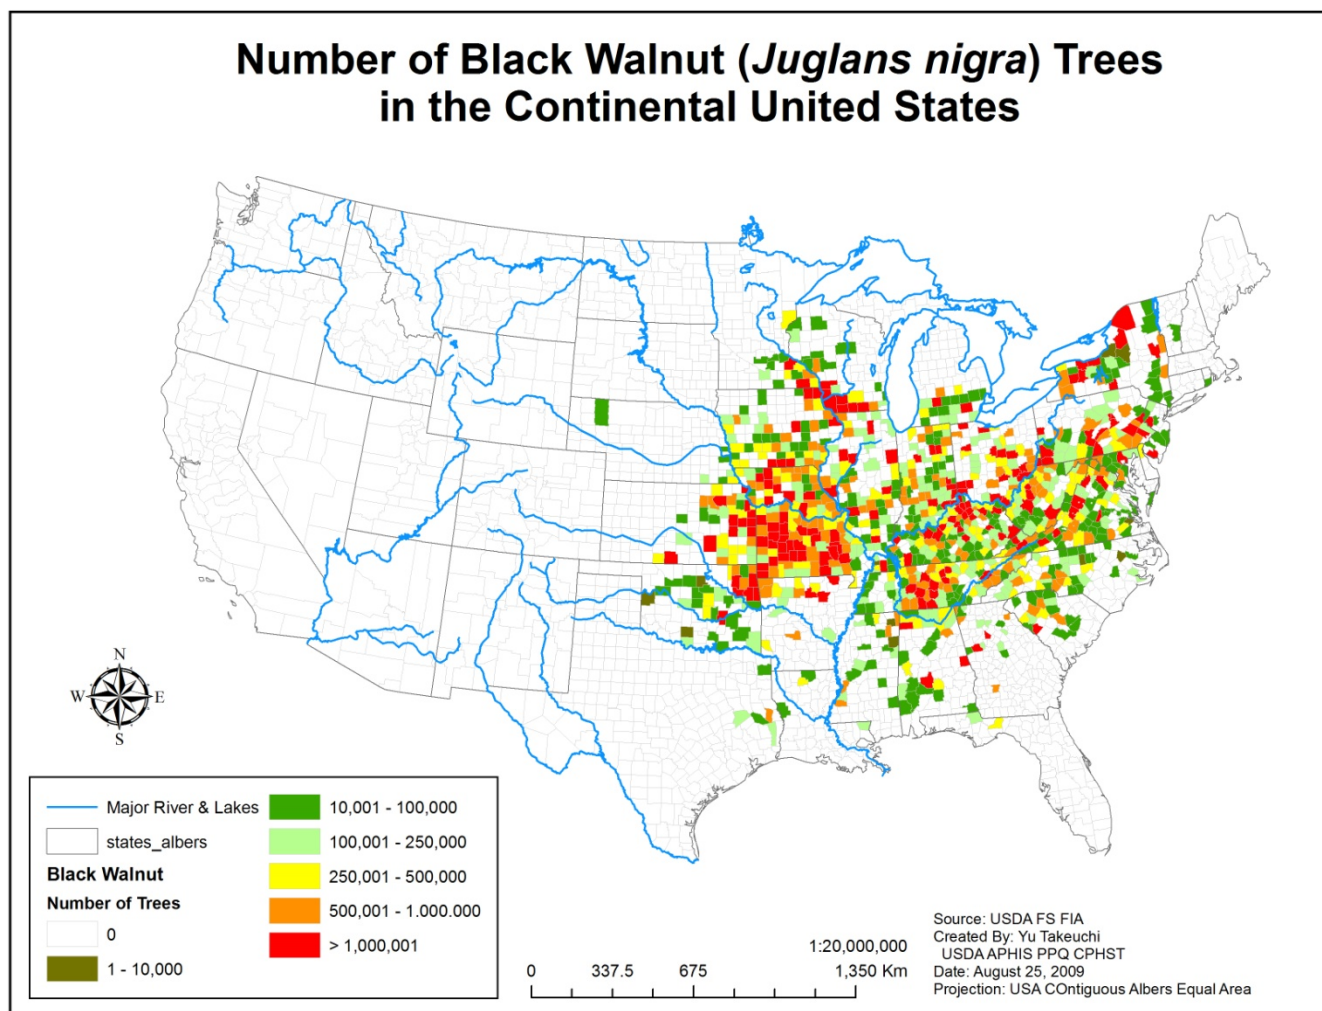 Number of Black Walnut (Juglans nigra) Trees
in the Continental United States
N
W
E
S
Major River & Lakes
states_albers
Black Walnut
Number of Trees
0
1 - 10,000
10,001 - 100,000
100,001 - 250,000
250,001 - 500,000
500,001 - 1.000.000
> 1,000,001
1:20,000,000
0 337.5 675 1,350 Km
Source: USDA FS FIA
Created By: Yu Takeuchi
USDA APHIS PPQ CPHST
Date: August 25, 2009
Projection: USA COntiguous Albers Equal Area